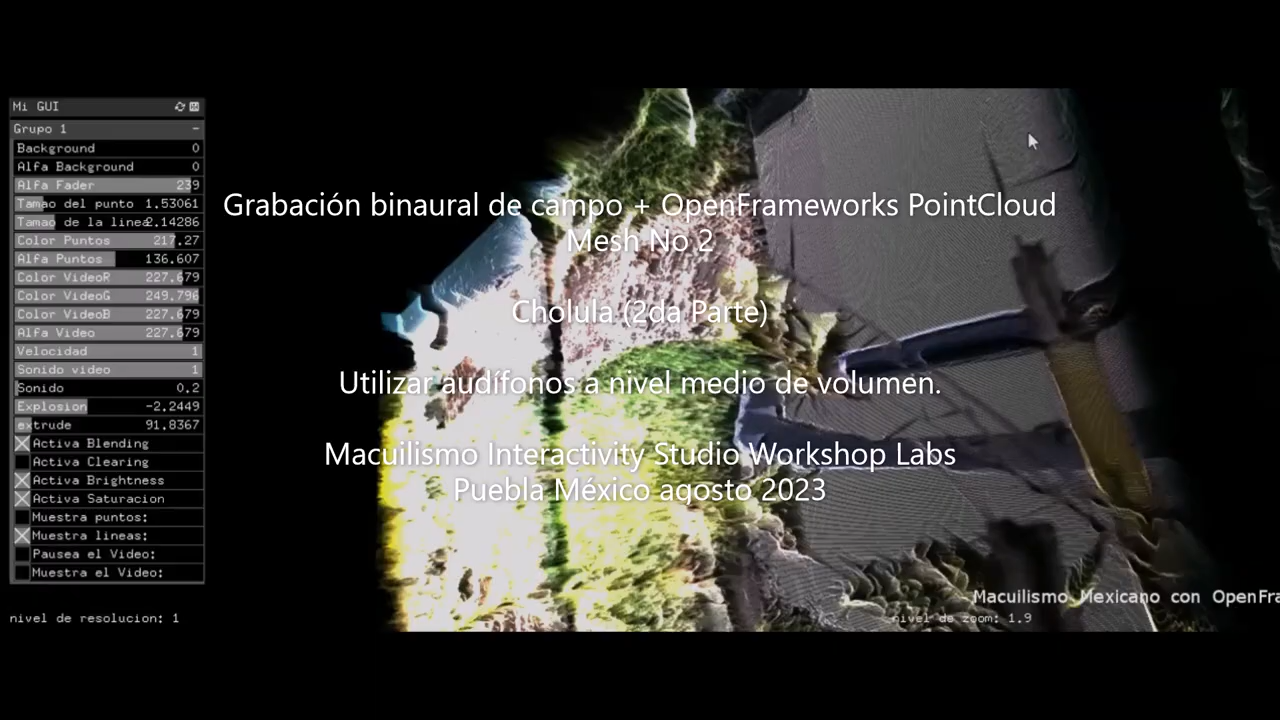 Mi GUI
Grupo 1 -
Background 0
Alfa Background 0
Alfa Fader 239
Tamao del punto 1.53061
Tamao de la linea2.14286
Color Puntos 217.27
Alfa Puntos 136.607
Color VideoR 227.679
Color VideoG 249.796
Color VideoB 227.679
Alfa Video 227.679
Velocidad 1
Sonido video 1
Sonido 0.2
Explosion -2.2449
extrude 91.8367
Activa Blending
Activa Clearing
Activa Brightness
Activa Saturacion
Muestra puntos:
Muestra lineas:
Pausea el Video:
Muestra el Video:
nivel de resolucion: 1
Grabación binaural de campo + OpenFrameworks PointCloud
Mesh No 2
Cholula (2da Parte)
Utilizar audífonos a nivel medio de volumen.
Macuilismo Interactivity Studio Workshop Labs
Puebla México agosto 2023
Macuilismo Mexicano con OpenFra
nivel de zoom: 1.9